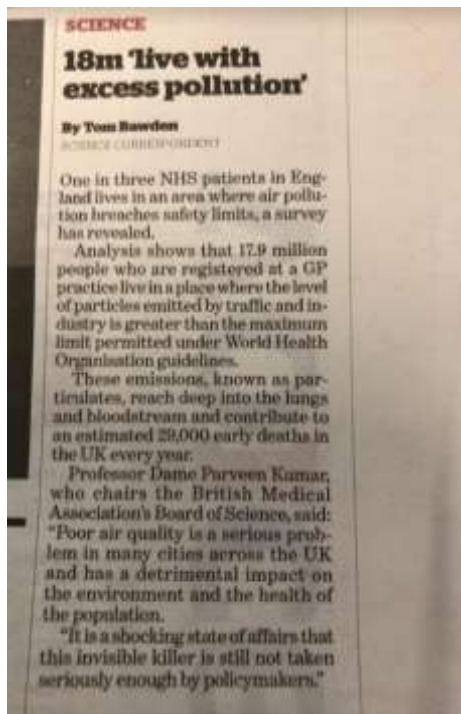 SCIENCE
18m ‘live with
excess pollution’
By Tom Bawden
SCIENCE CORRESPONDENT
One in three NHS patients in Eng-
land lives in an area where air pollu-
tion breaches safety limits, a survey
has revealed.
Analysis shows that 17.9 million
people who are registered at a GP
practice live in a place where the level
of particles emitted by traffic and in-
dustry is greater than the maximum
limit permitted under World Health
Organisation guidelines.
These emissions, known as par-
ticulates, reach deep into the lungs
and bloodstream and contribute to
an estimated 29,000 early deaths in
the UK every year.
Professor Dame Parveen Kumar,
who chairs the British Medical
Association’s Board of Science, said:
“Poor air quality is a serious prob-
lem in many cities across the UK
and has a detrimental impact on
the environment and the health of
the population.
“It is a shocking state of affairs that
this invisible killer is still not taken
seriously enough by policymakers.”